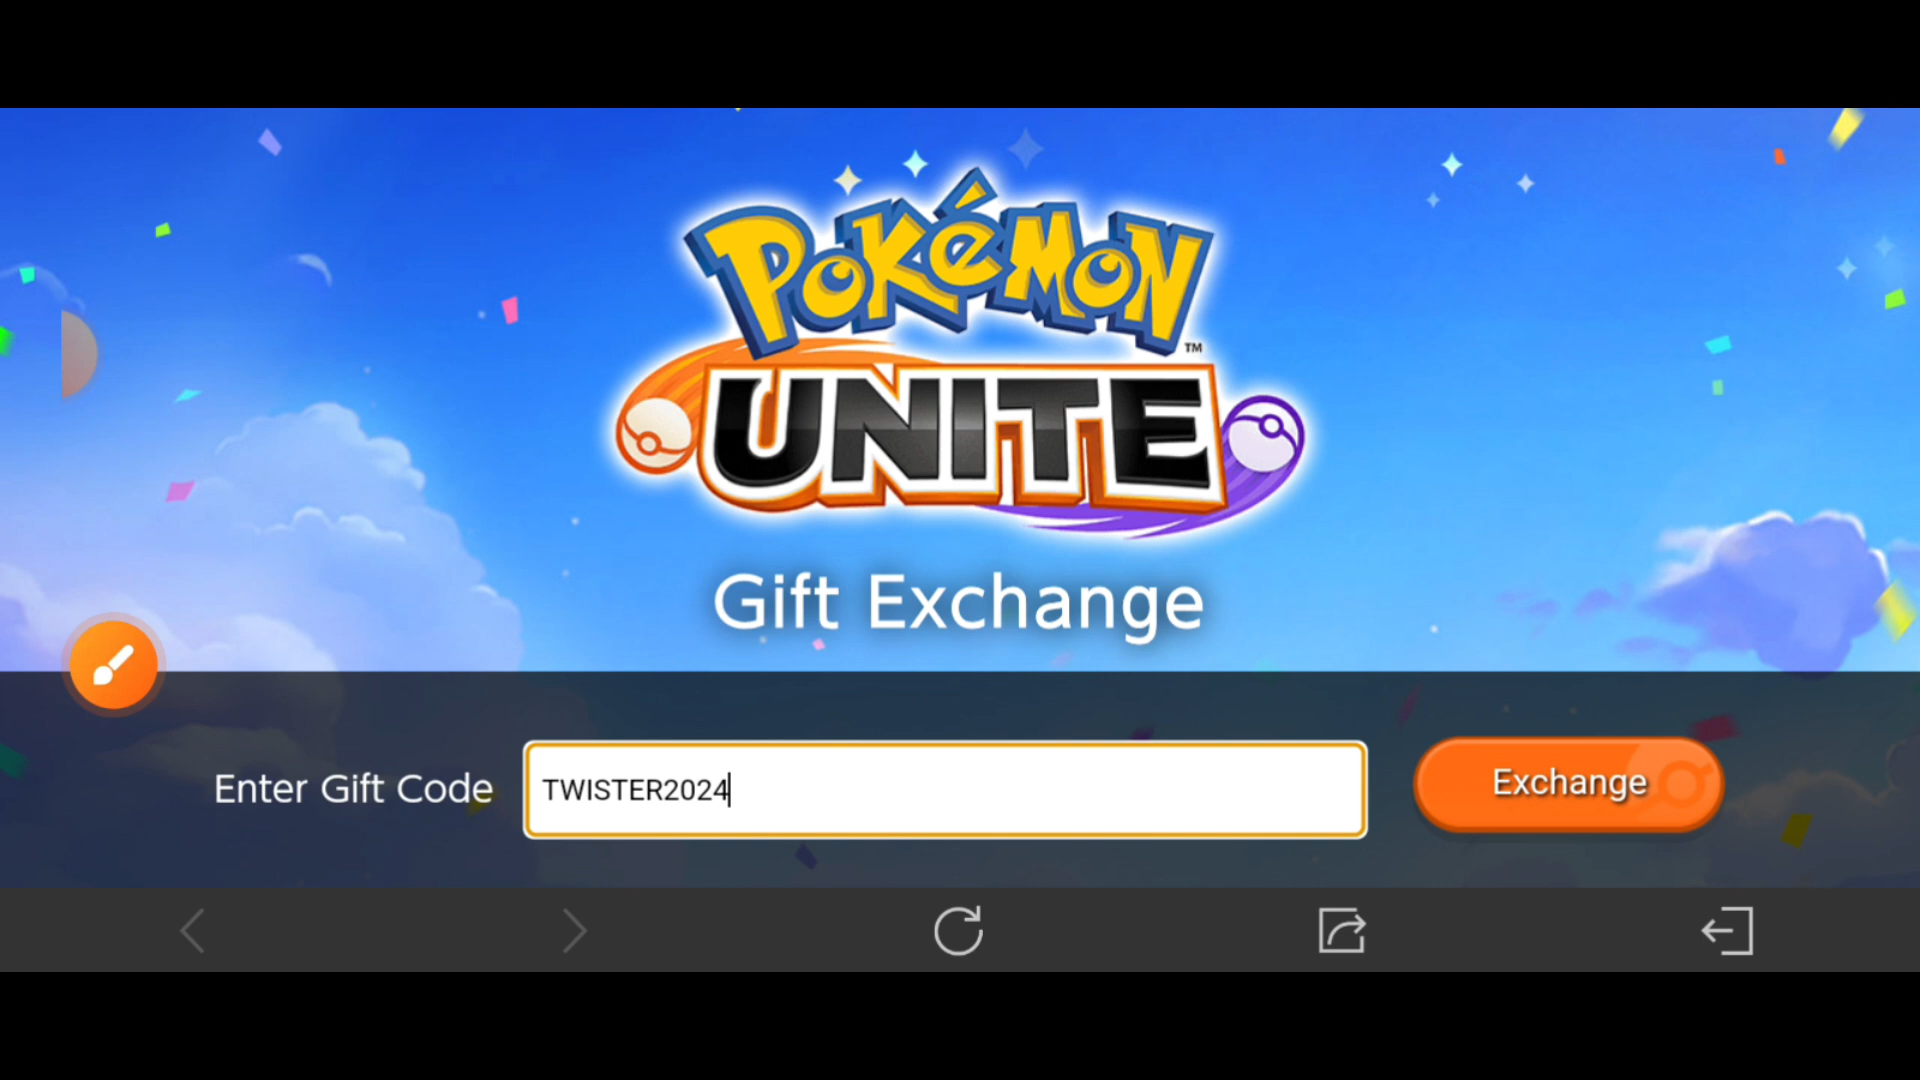 POKéMON
TM
UNITE
Gift Exchange
Enter Gift Code
TWISTER2024
Exchange